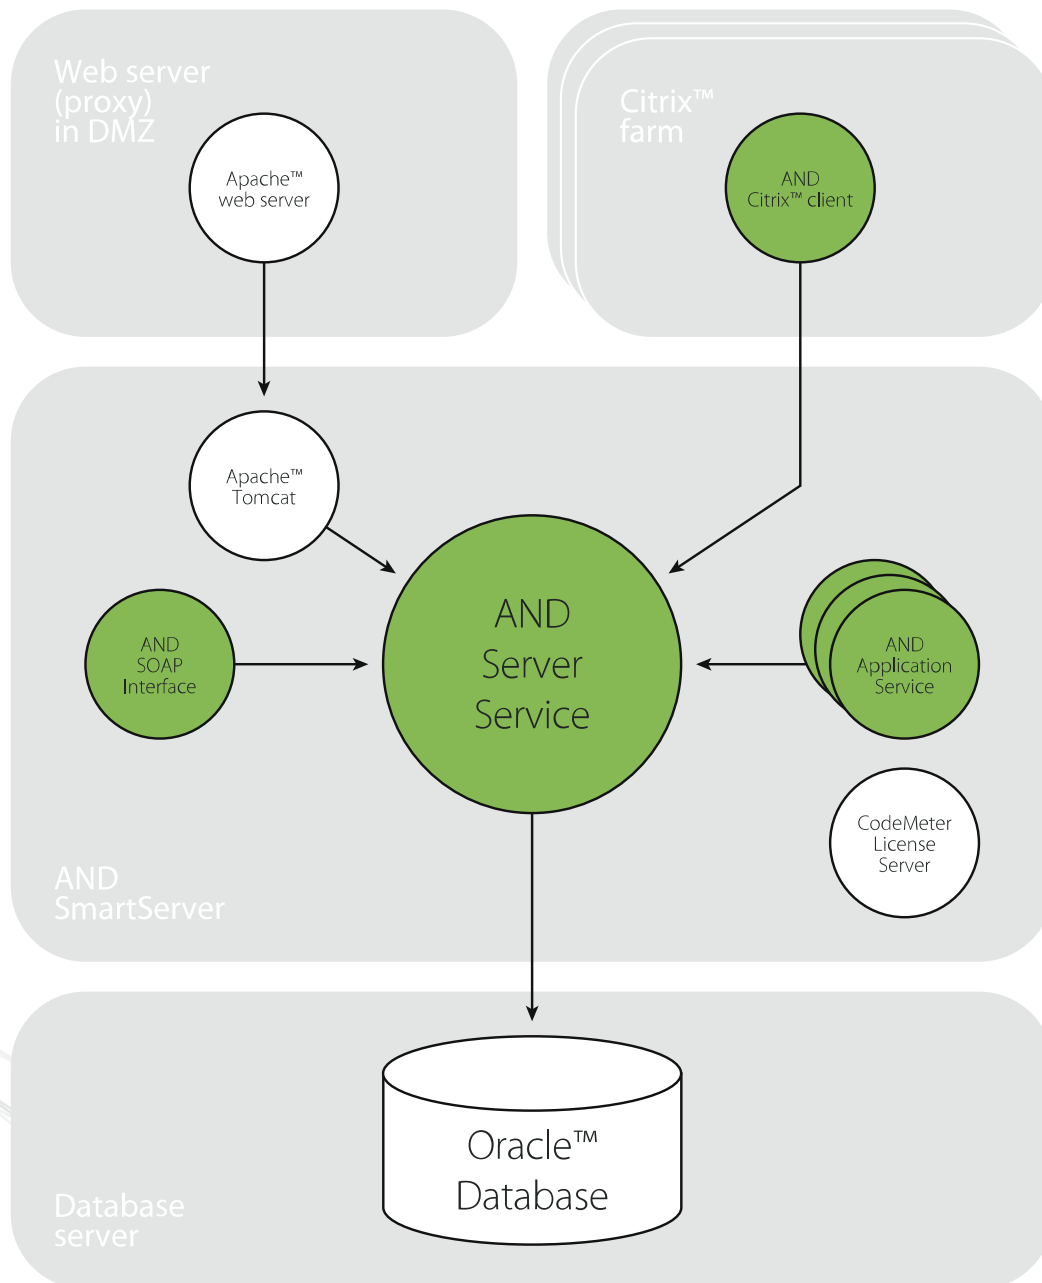 Web server
(proxy)
in DMZ
Apache™
web server
Citrix™
farm
AND
Citrix™ client
Apache™
Tomcat
AND
SOAP
Interface
AND
Server
Service
AND
Application
Service
CodeMeter
License
Server
AND
SmartServer
Oracle™
Database
Database
server